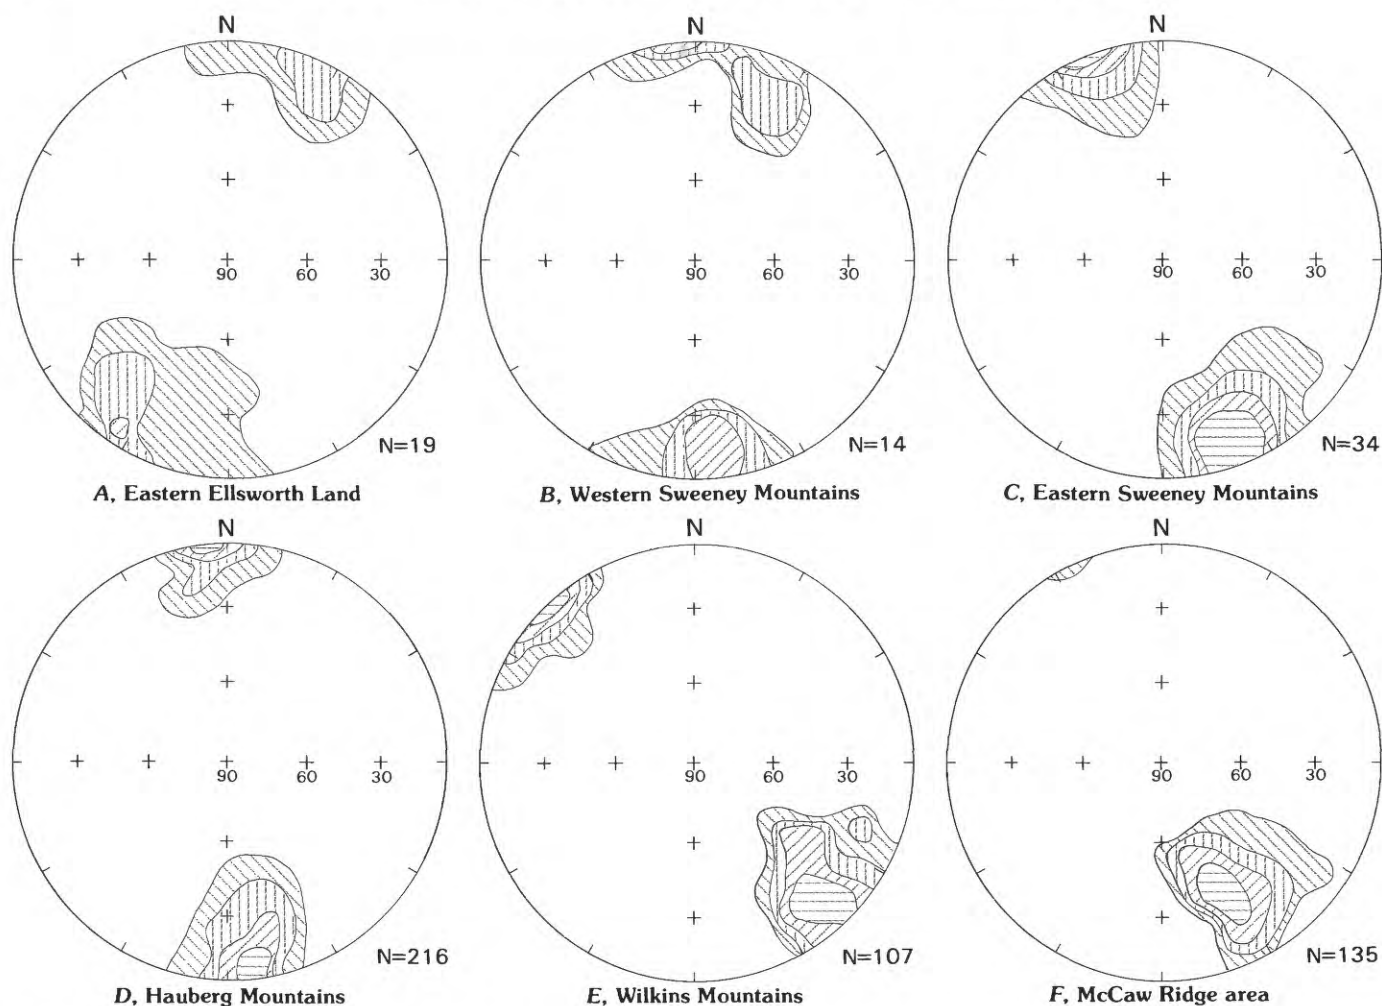 N
90
60
30
N=19
A, Eastern Ellsworth Land
N
90
60
30
N=14
B, Western Sweeney Mountains
N
90
60
30
N=34
C, Eastern Sweeney Mountains
N
90
60
30
N=216
D, Hauberg Mountains
N
90
60
30
N=107
E, Wilkins Mountains
N
90
60
30
N=135
F, McCaw Ridge area